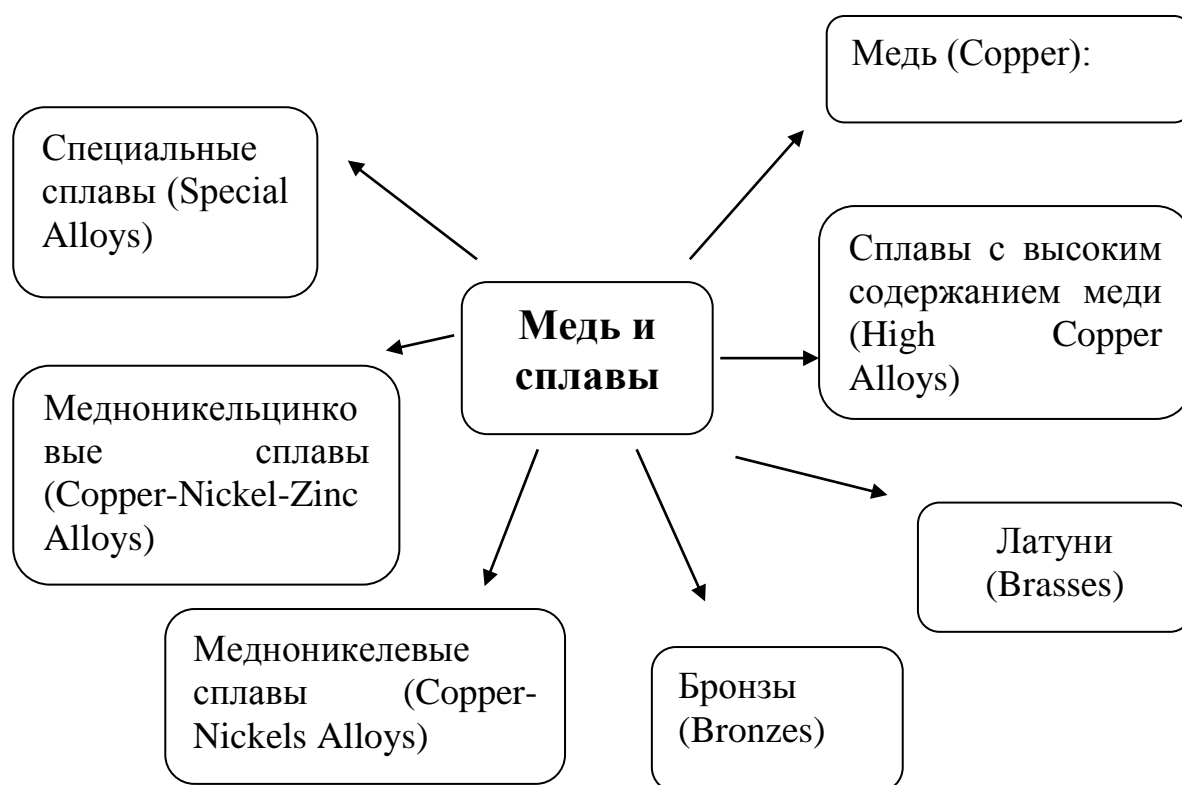 Медь (Copper):
Специальные
сплавы (Special
Alloys)
Сплавы с высоким
содержанием меди
(High Copper
Alloys)
Медь и
сплавы
Медноникельцинко
вые сплавы
(Copper-Nickel-Zinc
Alloys)
Латуни
(Brasses)
Медноникелевые
сплавы (Copper-
Nickels Alloys)
Бронзы
(Bronzes)